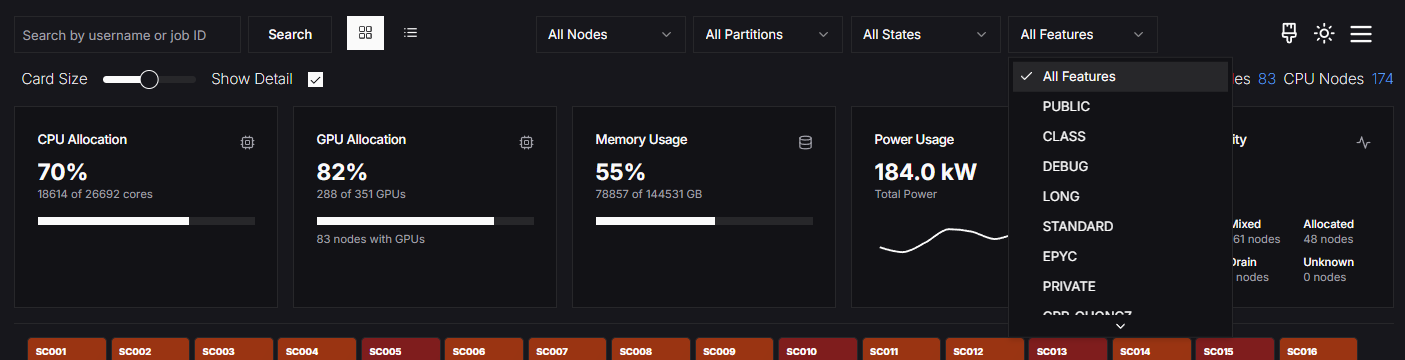 Search by username or job ID
Search
All Nodes
All Partitions
All States
All Features
Card Size
Show Detail
83 CPU Nodes 174
All Features
PUBLIC
CLASS
DEBUG
LONG
STANDARD
EPYC
PRIVATE
CPU Allocation
70%
18614 of 26692 cores
GPU Allocation
82%
288 of 351 GPUs
83 nodes with GPUs
Memory Usage
55%
78857 of 144531 GB
Power Usage
184.0 kW
Total Power
Mixed
61 nodes
Allocated
48 nodes
Drain
nodes
Unknown
0 nodes
SC001
SC002
SC003
SC004
SC005
SC006
SC007
SC008
SC009
SC010
SC011
SC012
SC013
SC014
SC015
SC016